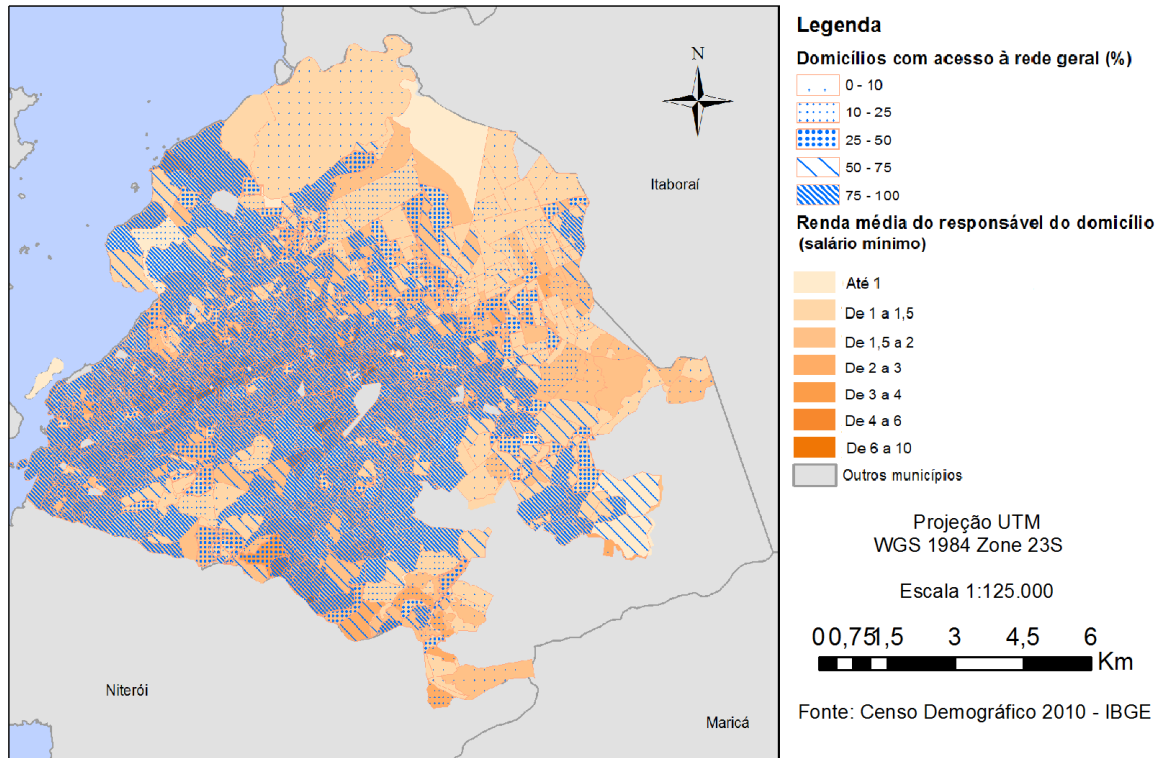 N
Itaboraí
Niterói
Maricá
Legenda
Domicílios com acesso à rede geral (%)
0 - 10
10 - 25
25 - 50
50 - 75
75 - 100
Renda média do responsável do domicílio
(salário mínimo)
Até 1
De 1 a 1,5
De 1,5 a 2
De 2 a 3
De 3 a 4
De 4 a 6
De 6 a 10
Outros municípios
Projeção UTM
WGS 1984 Zone 23S
Escala 1:125.000
0 0,75 1,5 3 4,5 6
Km
Fonte: Censo Demográfico 2010 - IBGE